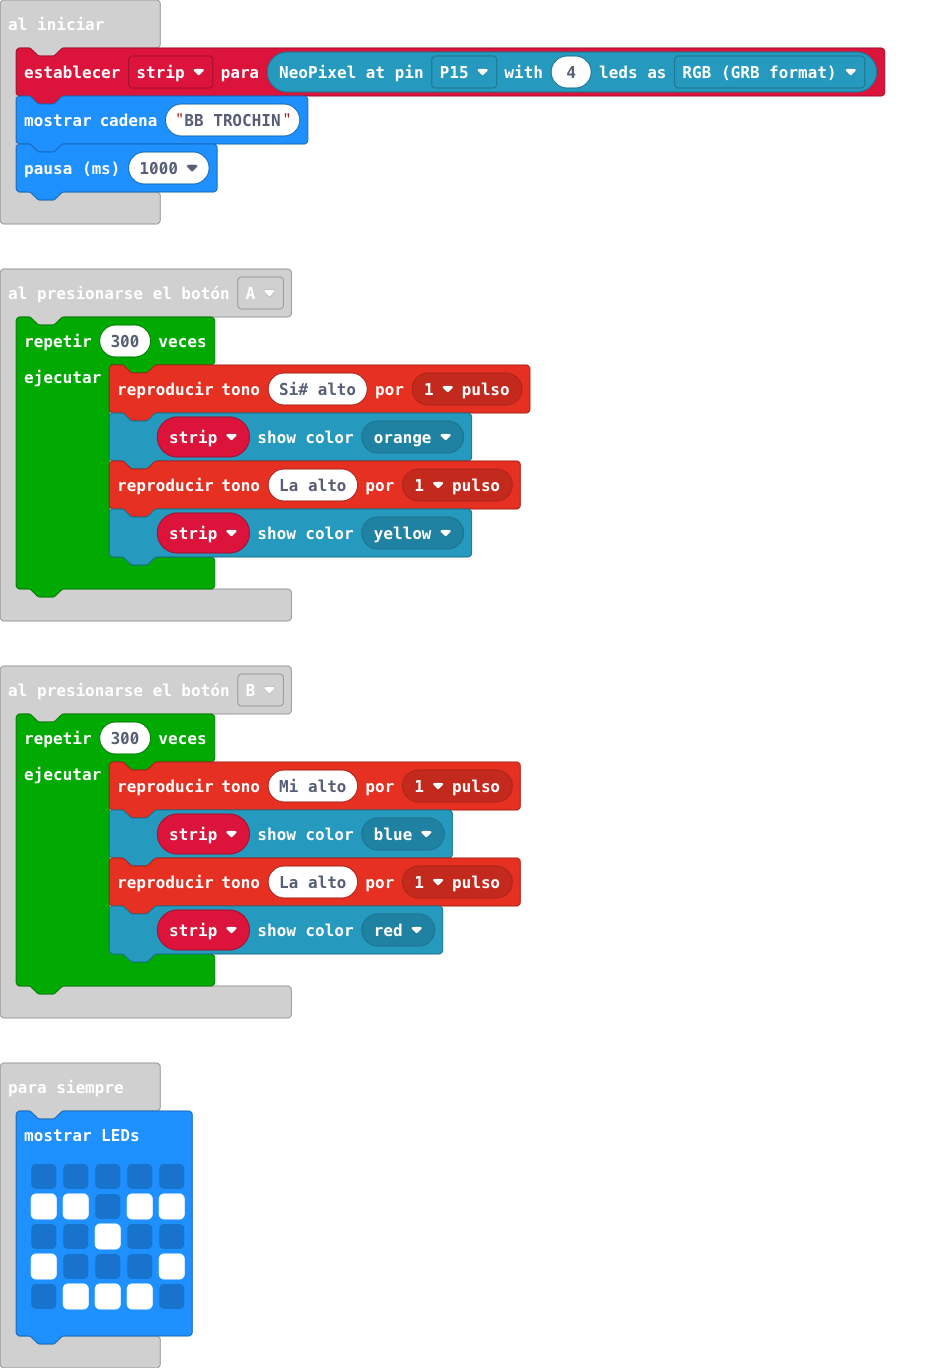 al iniciar
establecer strip para NeoPixel at pin P15 with 4 leds as RGB (GRB format)
mostrar cadena "BB TROCHIN"
pausa (ms) 1000
al presionarse el botón A
repetir 300 veces
ejecutar
reproducir tono Si# alto por 1 pulso
strip show color orange
reproducir tono La alto por 1 pulso
strip show color yellow
al presionarse el botón B
repetir 300 veces
ejecutar
reproducir tono Mi alto por 1 pulso
strip show color blue
reproducir tono La alto por 1 pulso
strip show color red
para siempre
mostrar LEDs